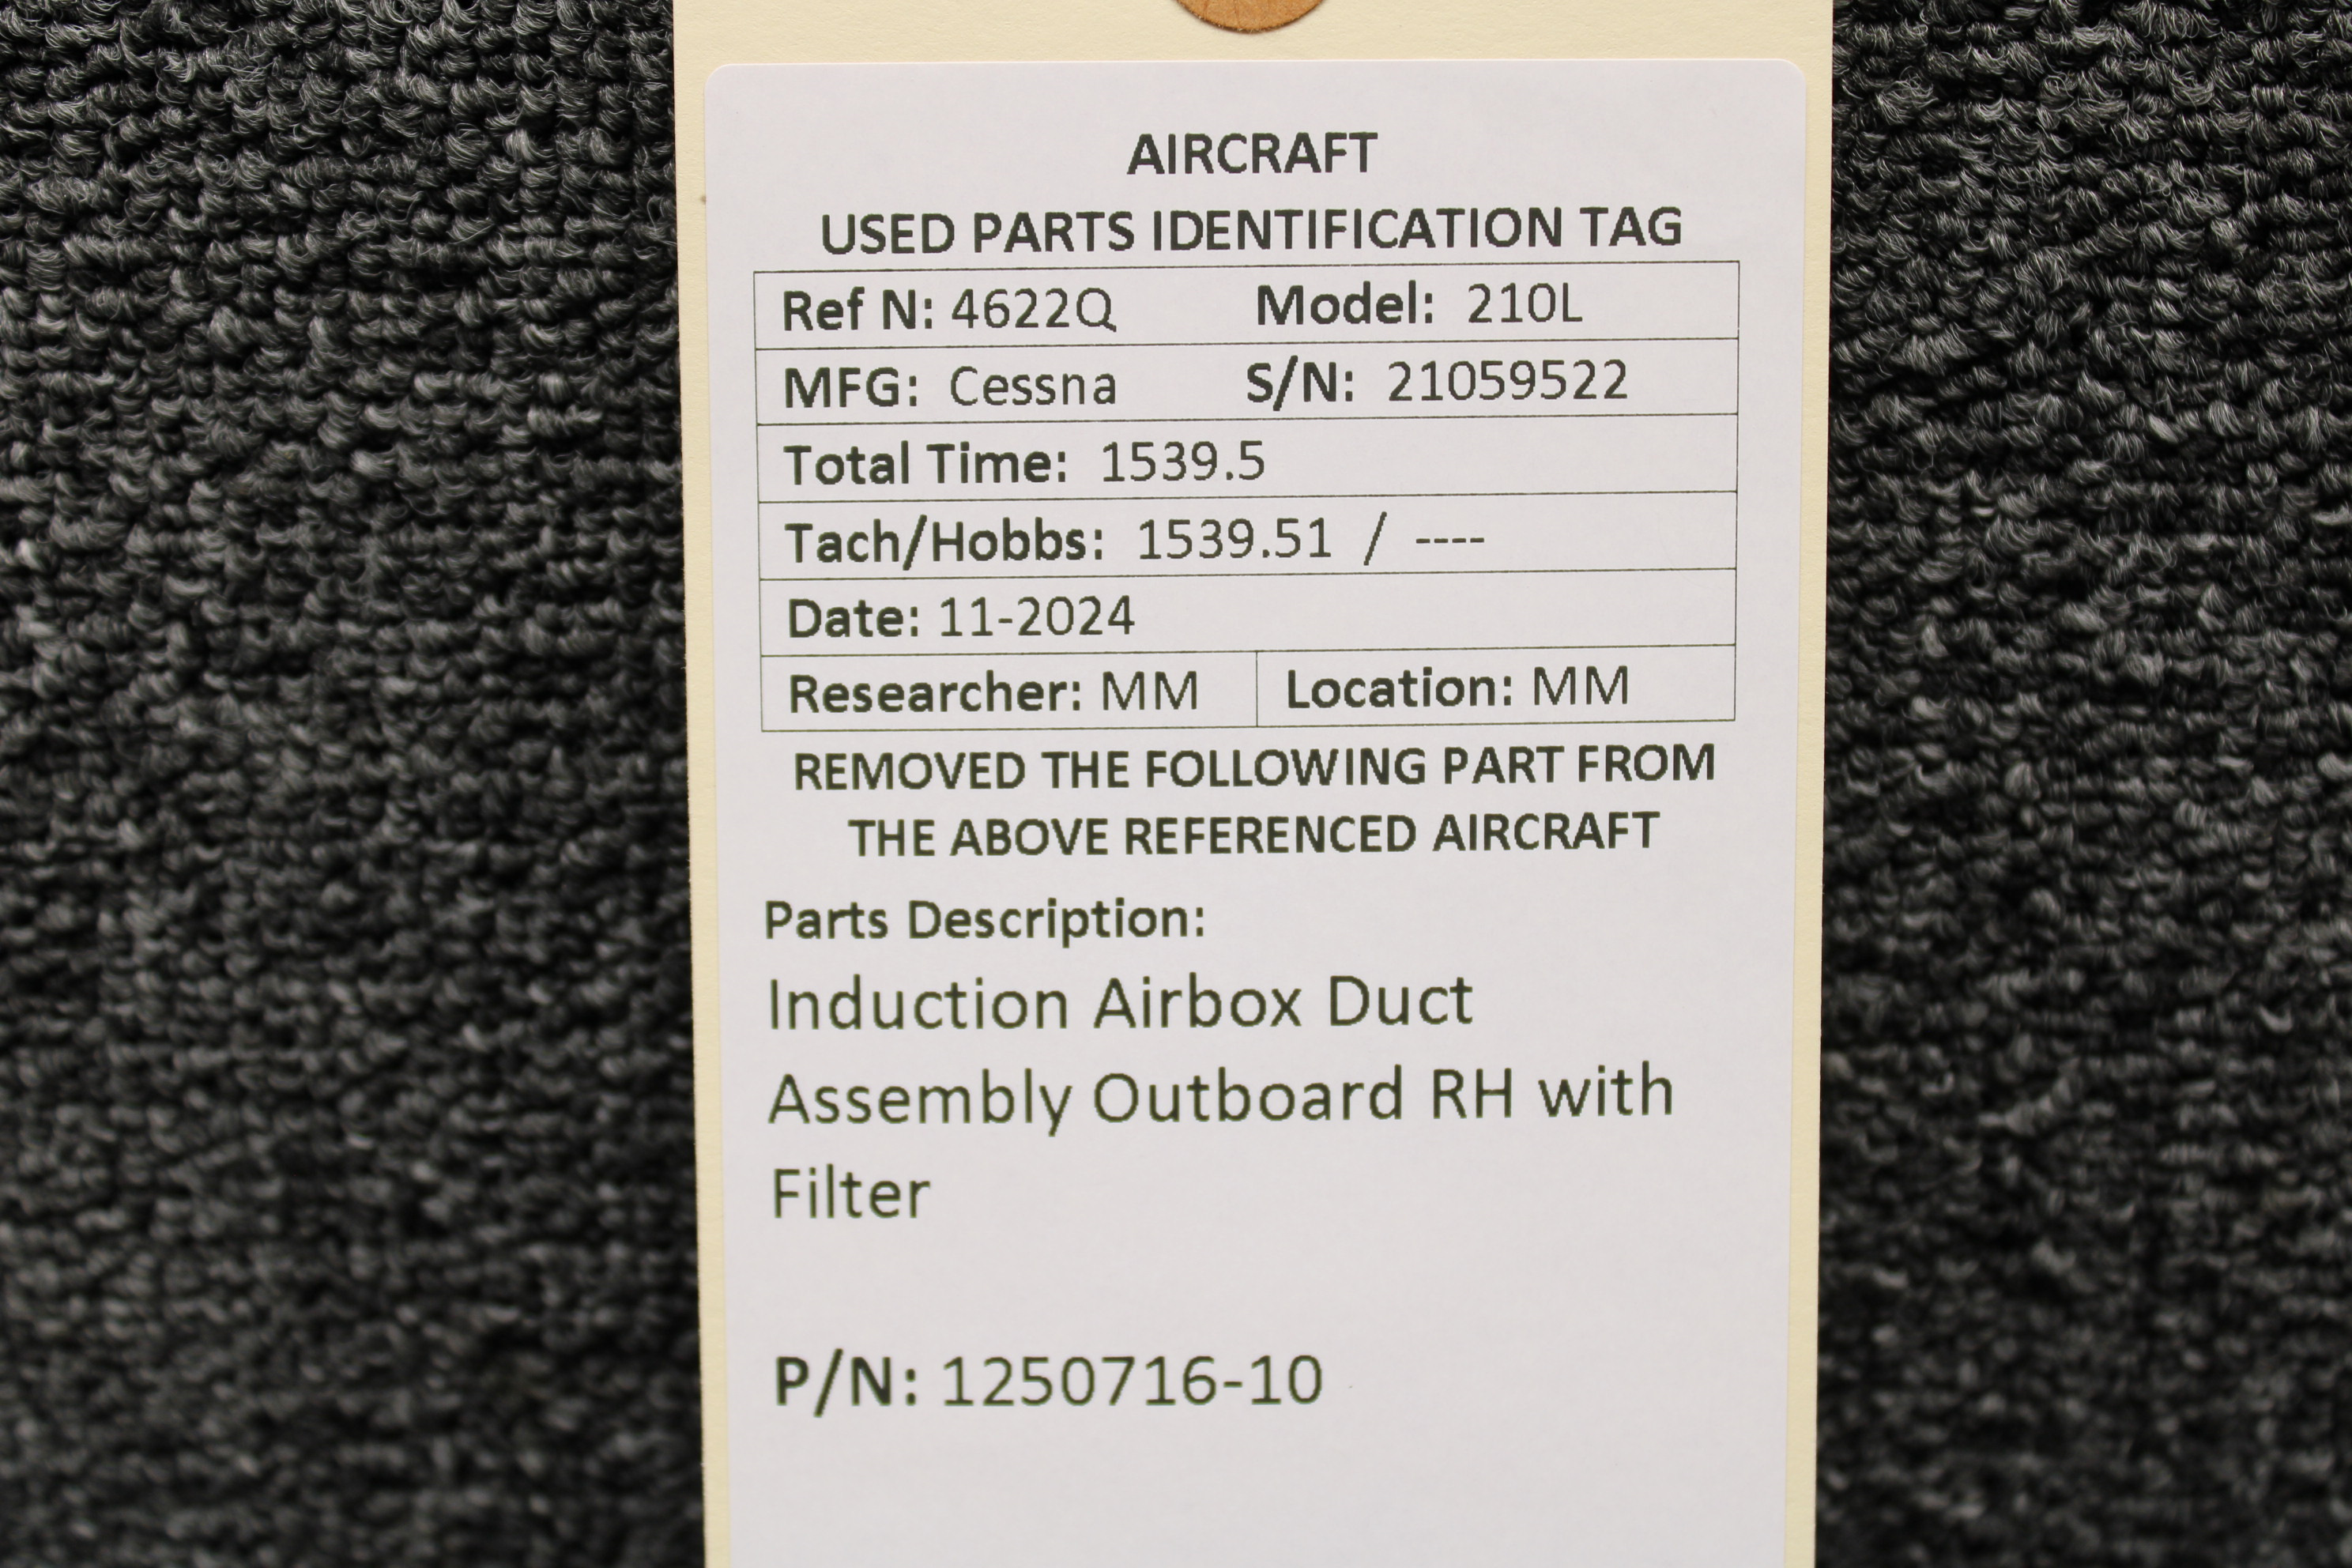 AIRCRAFT
USED PARTS IDENTIFICATION TAG
Ref N: 4622Q Model: 210L
MFG: Cessna S/N: 21059522
Total Time: 1539.5
Tach/Hobbs: 1539.51 / ----
Date: 11-2024
Researcher: MM Location: MM
REMOVED THE FOLLOWING PART FROM
THE ABOVE REFERENCED AIRCRAFT
Parts Description:
Induction Airbox Duct
Assembly Outboard RH with
Filter
P/N: 1250716-10